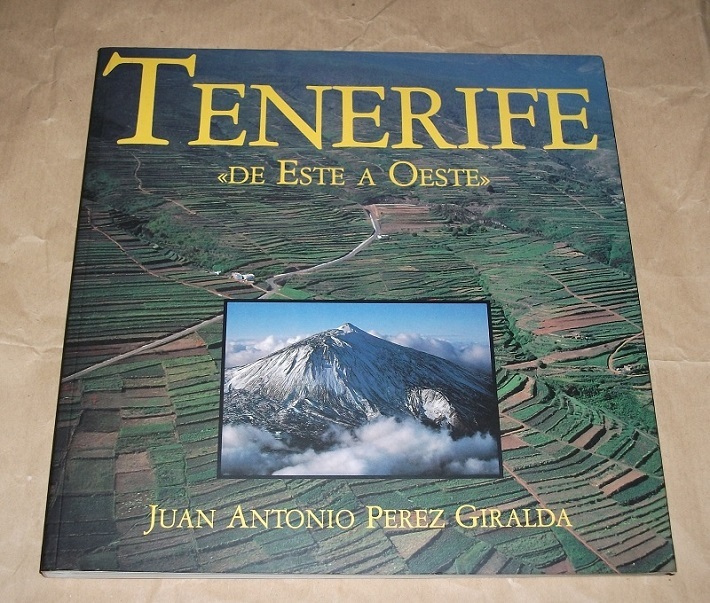 TENERIFE
«DE ESTE A OESTE»
JUAN ANTONIO PEREZ GIRALDA